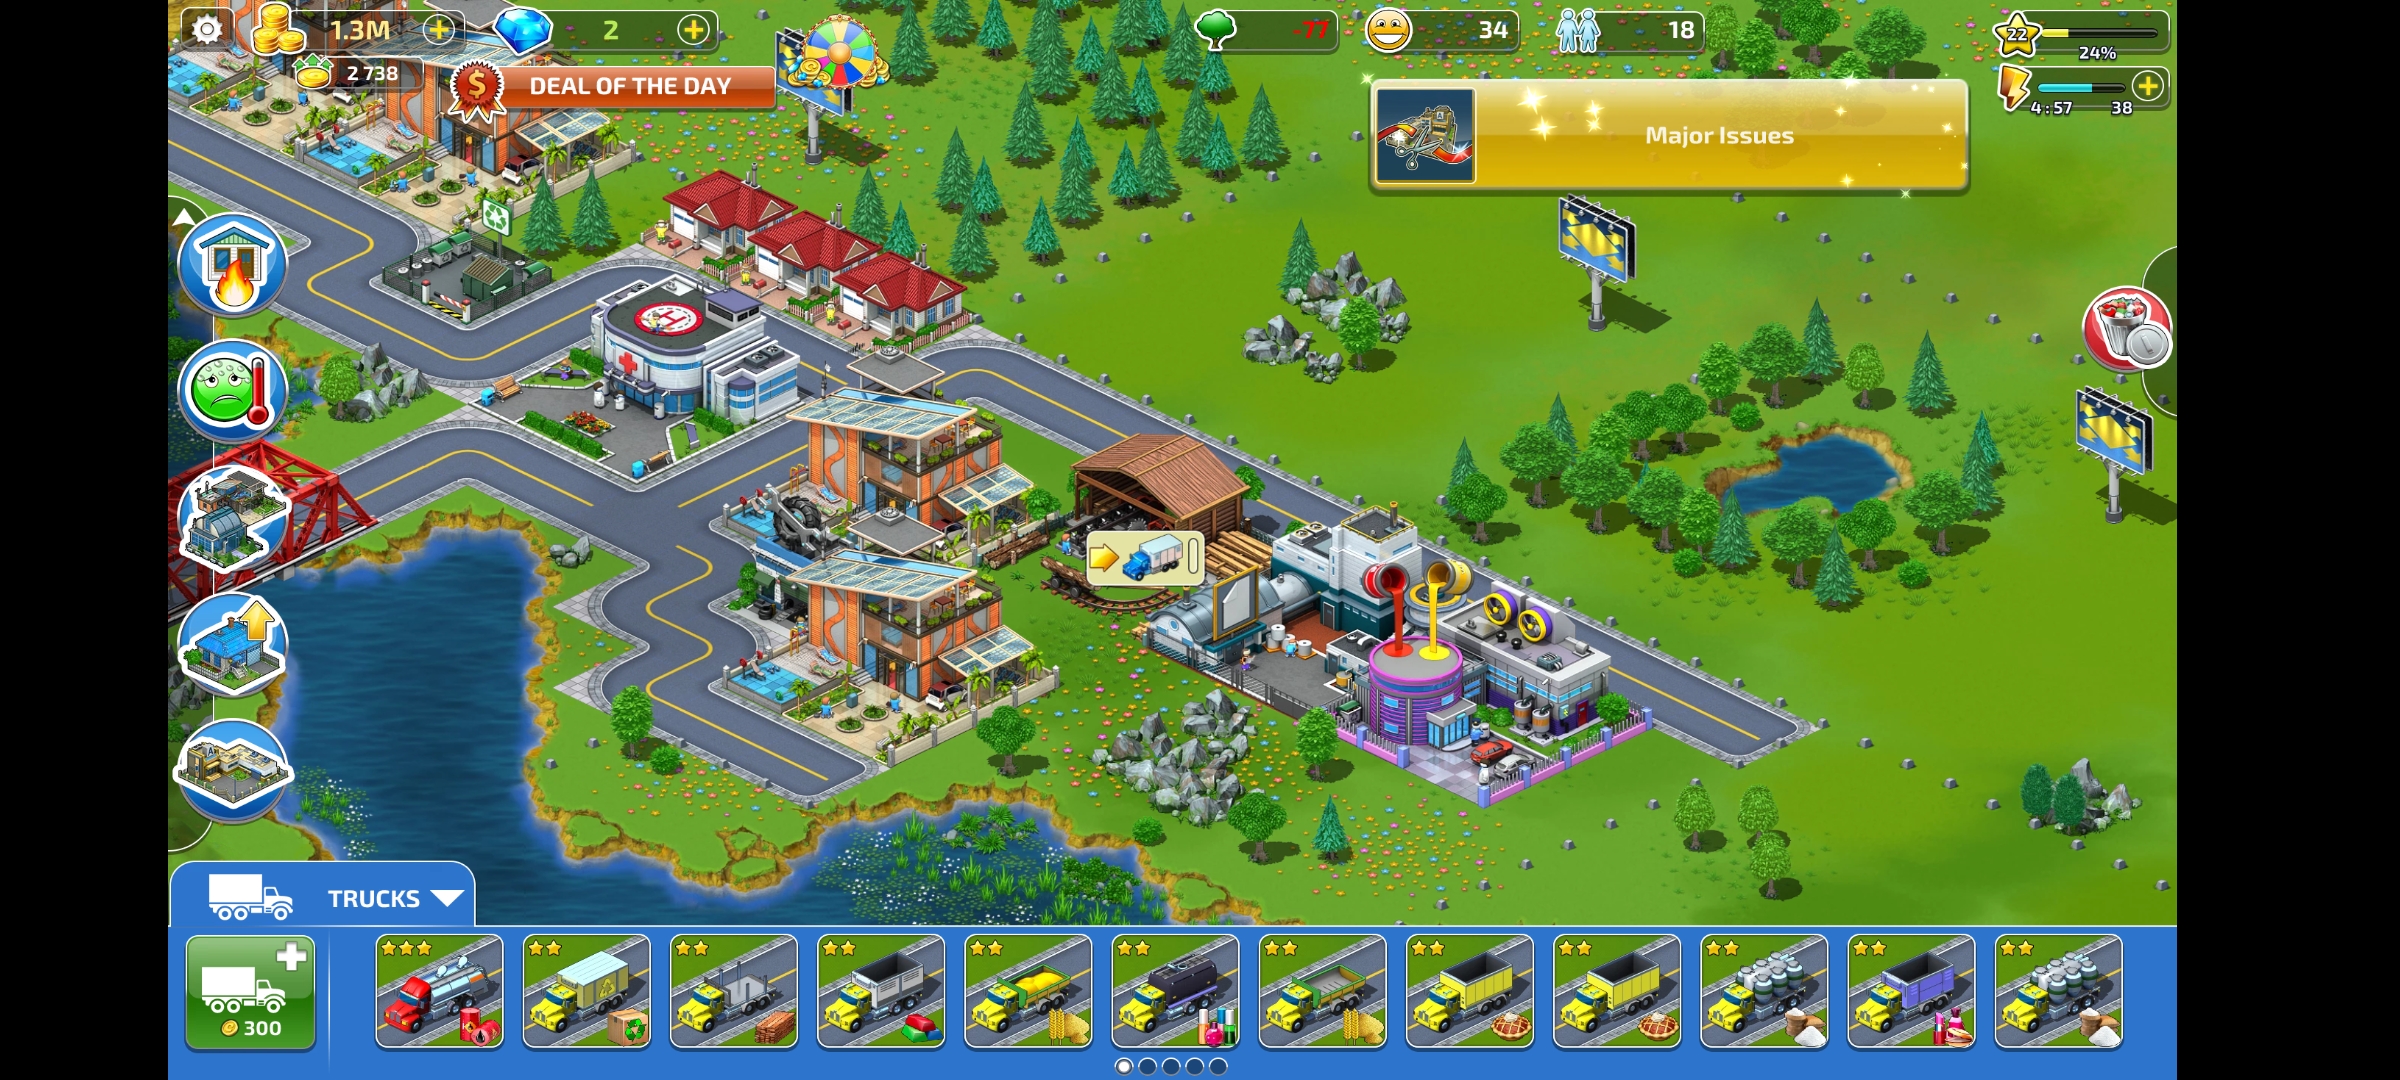 1.3M
2
-77
34
18
22
24%
2 738
DEAL OF THE DAY
4:57
38
Major Issues
TRUCKS
300